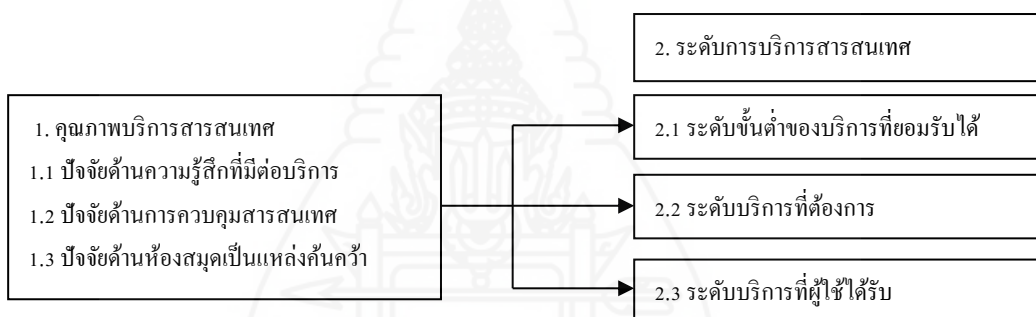 1. คุณภาพบริการสารสนเทศ
1.1 ปัจจัยด้านความรู้สึกที่มีต่อบริการ
1.2 ปัจจัยด้านการควบคุมสารสนเทศ
1.3 ปัจจัยด้านห้องสมุดเป็นแหล่งค้นคว้า
2. ระดับการบริการสารสนเทศ
2.1 ระดับขั้นต่ำของบริการที่ยอมรับได้
2.2 ระดับบริการที่ต้องการ
2.3 ระดับบริการที่ผู้ใช้ได้รับ